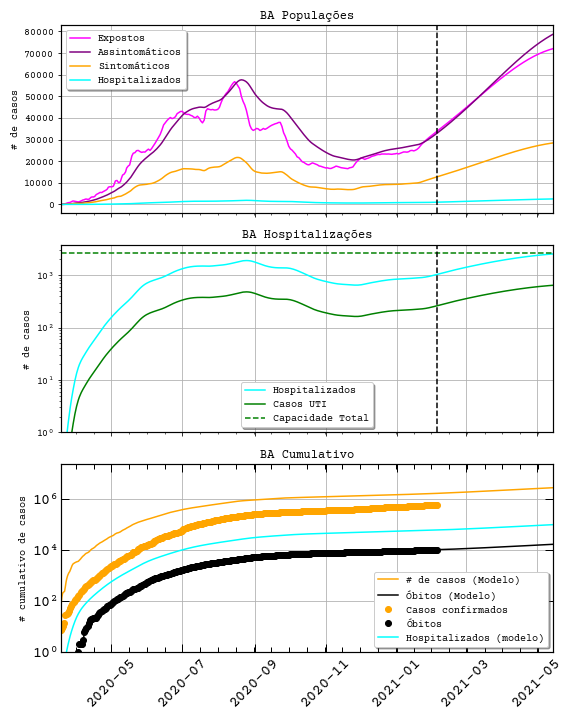 BA Populações
80000
70000
60000
50000
40000
30000
20000
10000
0
# de casos
Expostos
Assintomáticos
Sintomáticos
Hospitalizados
BA Hospitalizações
10³
10²
10¹
10⁰
# de casos
Hospitalizados
Casos UTI
Capacidade Total
BA Cumulativo
10⁶
10⁴
10²
10⁰
# cumulativo de casos
# de casos (Modelo)
Óbitos (Modelo)
Casos confirmados
Óbitos
Hospitalizados (modelo)
2020-05
2020-07
2020-09
2020-11
2021-01
2021-03
2021-05